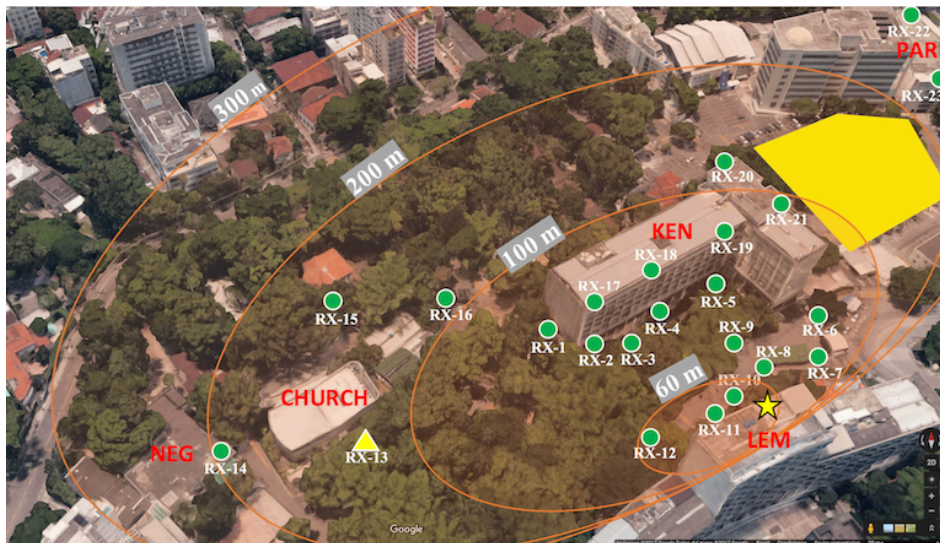 RX-22
PAR
RX-23
300 m
200 m
RX-20
RX-21
KEN
100 m
RX-19
RX-18
RX-17
RX-5
RX-15
RX-16
RX-4
RX-6
RX-1
RX-2
RX-3
RX-9
RX-8
RX-7
60 m
RX-10
CHURCH
RX-11
LEM
RX-12
NEG
RX-14
RX-13
2D
Google